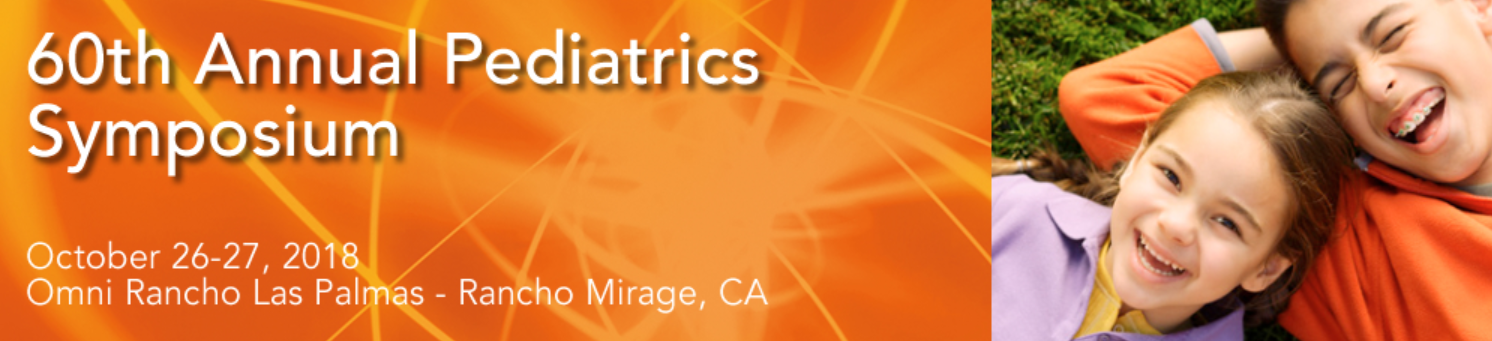 60th Annual Pediatrics
Symposium
October 26-27, 2018
Omni Rancho Las Palmas - Rancho Mirage, CA